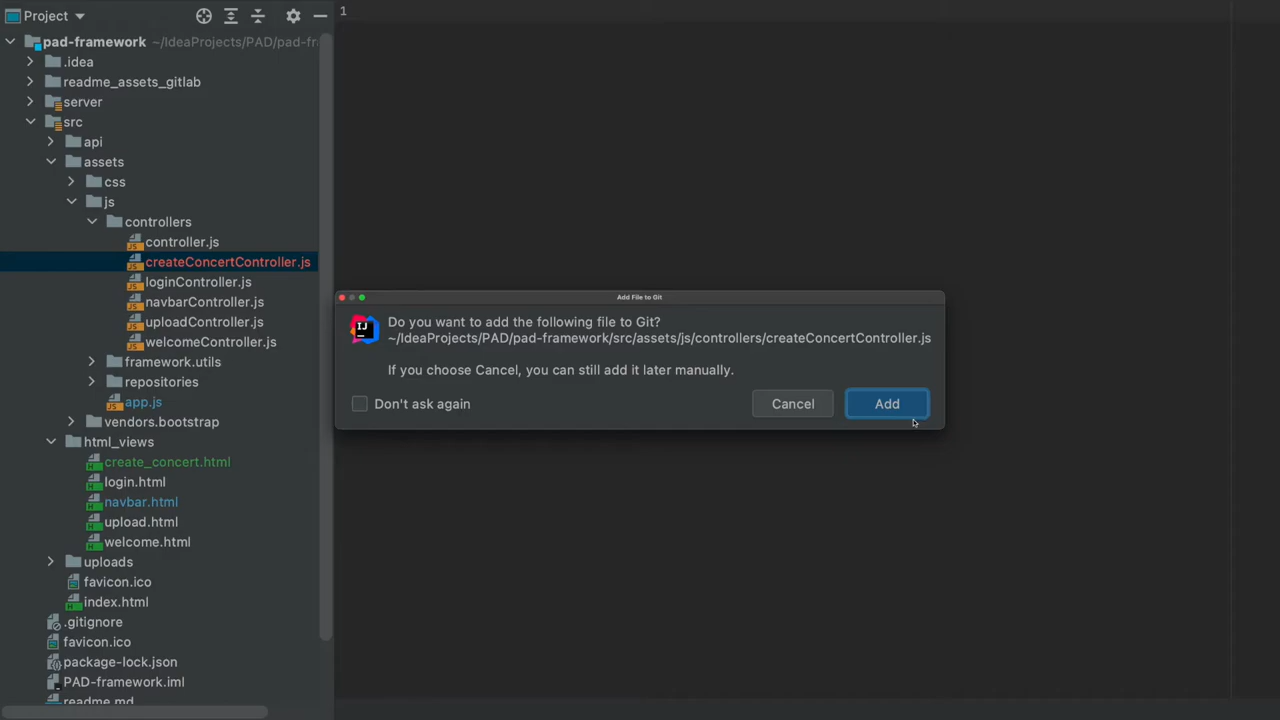 Project
pad-framework ~/IdeaProjects/PAD/pad-fr
.idea
readme_assets_gitlab
server
src
api
assets
css
js
controllers
controller.js
createConcertController.js
loginController.js
navbarController.js
uploadController.js
welcomeController.js
framework.utils
repositories
app.js
vendors.bootstrap
html_views
create_concert.html
login.html
navbar.html
upload.html
welcome.html
uploads
favicon.ico
index.html
.gitignore
favicon.ico
package-lock.json
PAD-framework.iml
readme.md
1
Add File to Git
Do you want to add the following file to Git?
~/IdeaProjects/PAD/pad-framework/src/assets/js/controllers/createConcertController.js
If you choose Cancel, you can still add it later manually.
Don't ask again
Cancel
Add